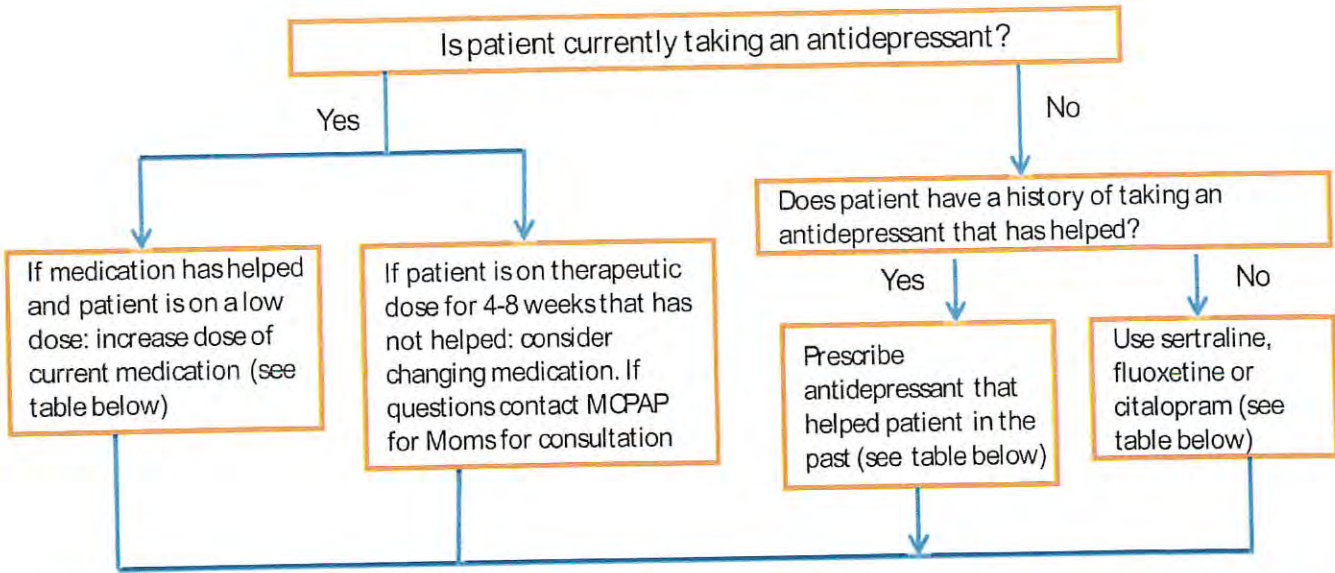 Is patient currently taking an antidepressant?
Yes
No
Does patient have a history of taking an
antidepressant that has helped?
If medication has helped
and patient is on a low
dose: increase dose of
current medication (see
table below)
If patient is on therapeutic
dose for 4-8 weeks that has
not helped: consider
changing medication. If
questions contact MCPAP
for Moms for consultation
Yes
No
Prescribe
antidepressant that
helped patient in the
past (see table below)
Use sertraline,
fluoxetine or
citalopram (see
table below)